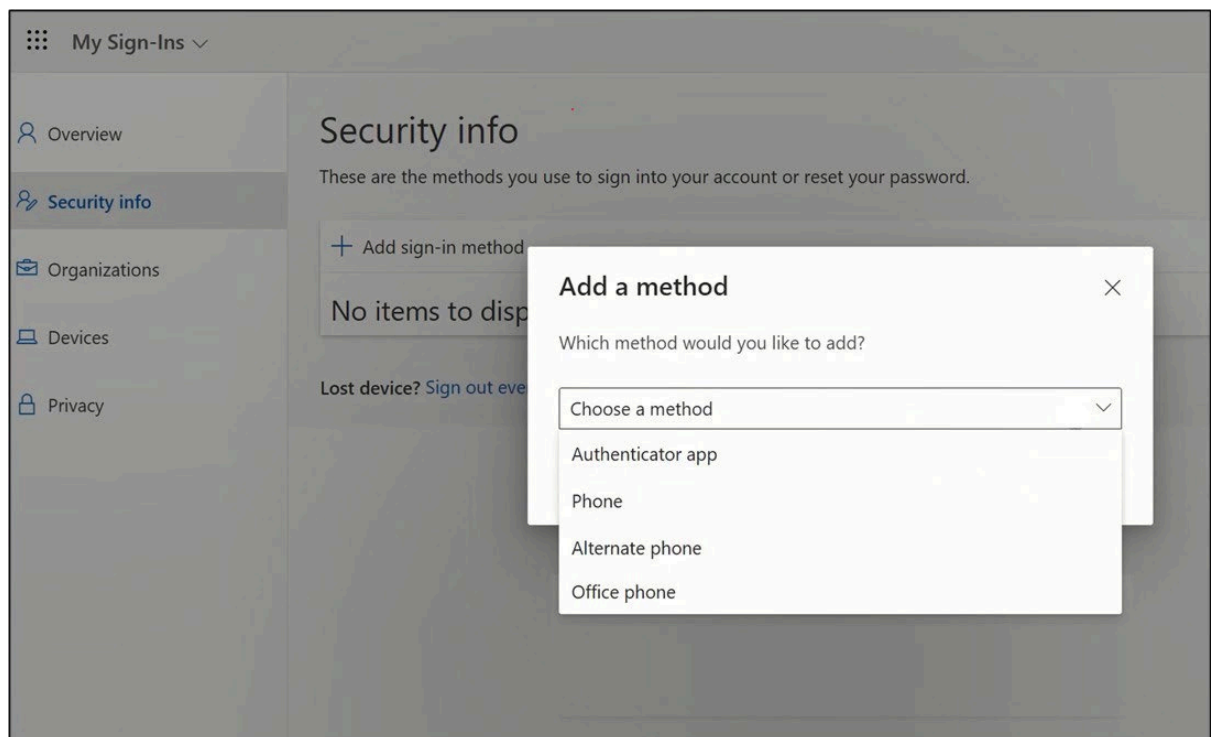 My Sign-Ins
Overview
Security info
Organizations
Devices
Privacy
Security info
These are the methods you use to sign into your account or reset your password.
Add sign-in method
No items to disp
Lost device? Sign out eve
Add a method
Which method would you like to add?
Choose a method
Authenticator app
Phone
Alternate phone
Office phone